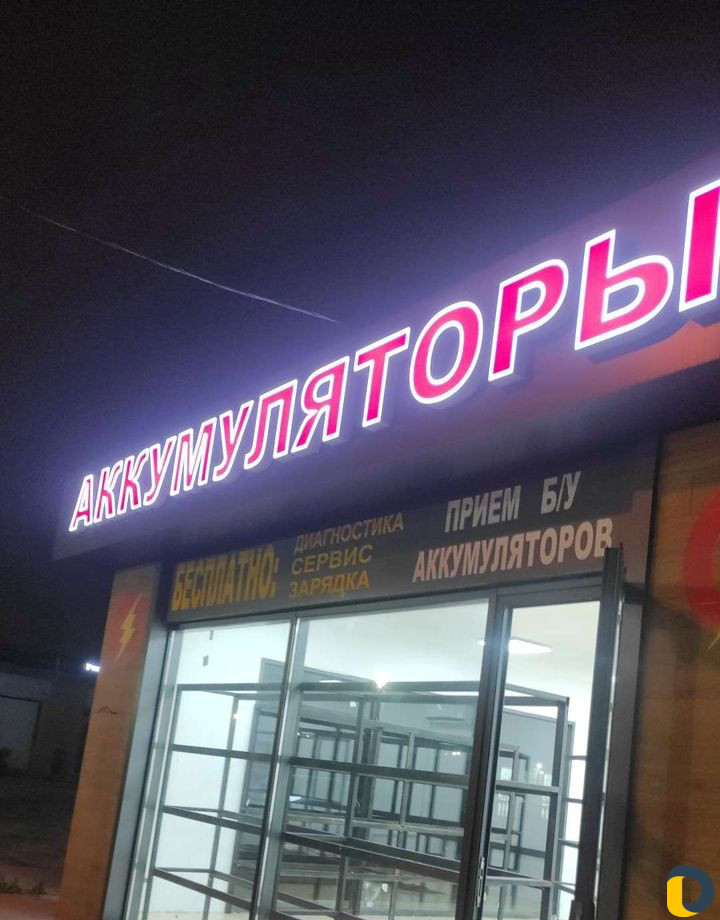 АККУМУЛЯТОРЫ
БЕСПЛАТНО:
ДИАГНОСТИКА
СЕРВИС
ЗАРЯДКА
ПРИЕМ Б/У
АККУМУЛЯТОРОВ